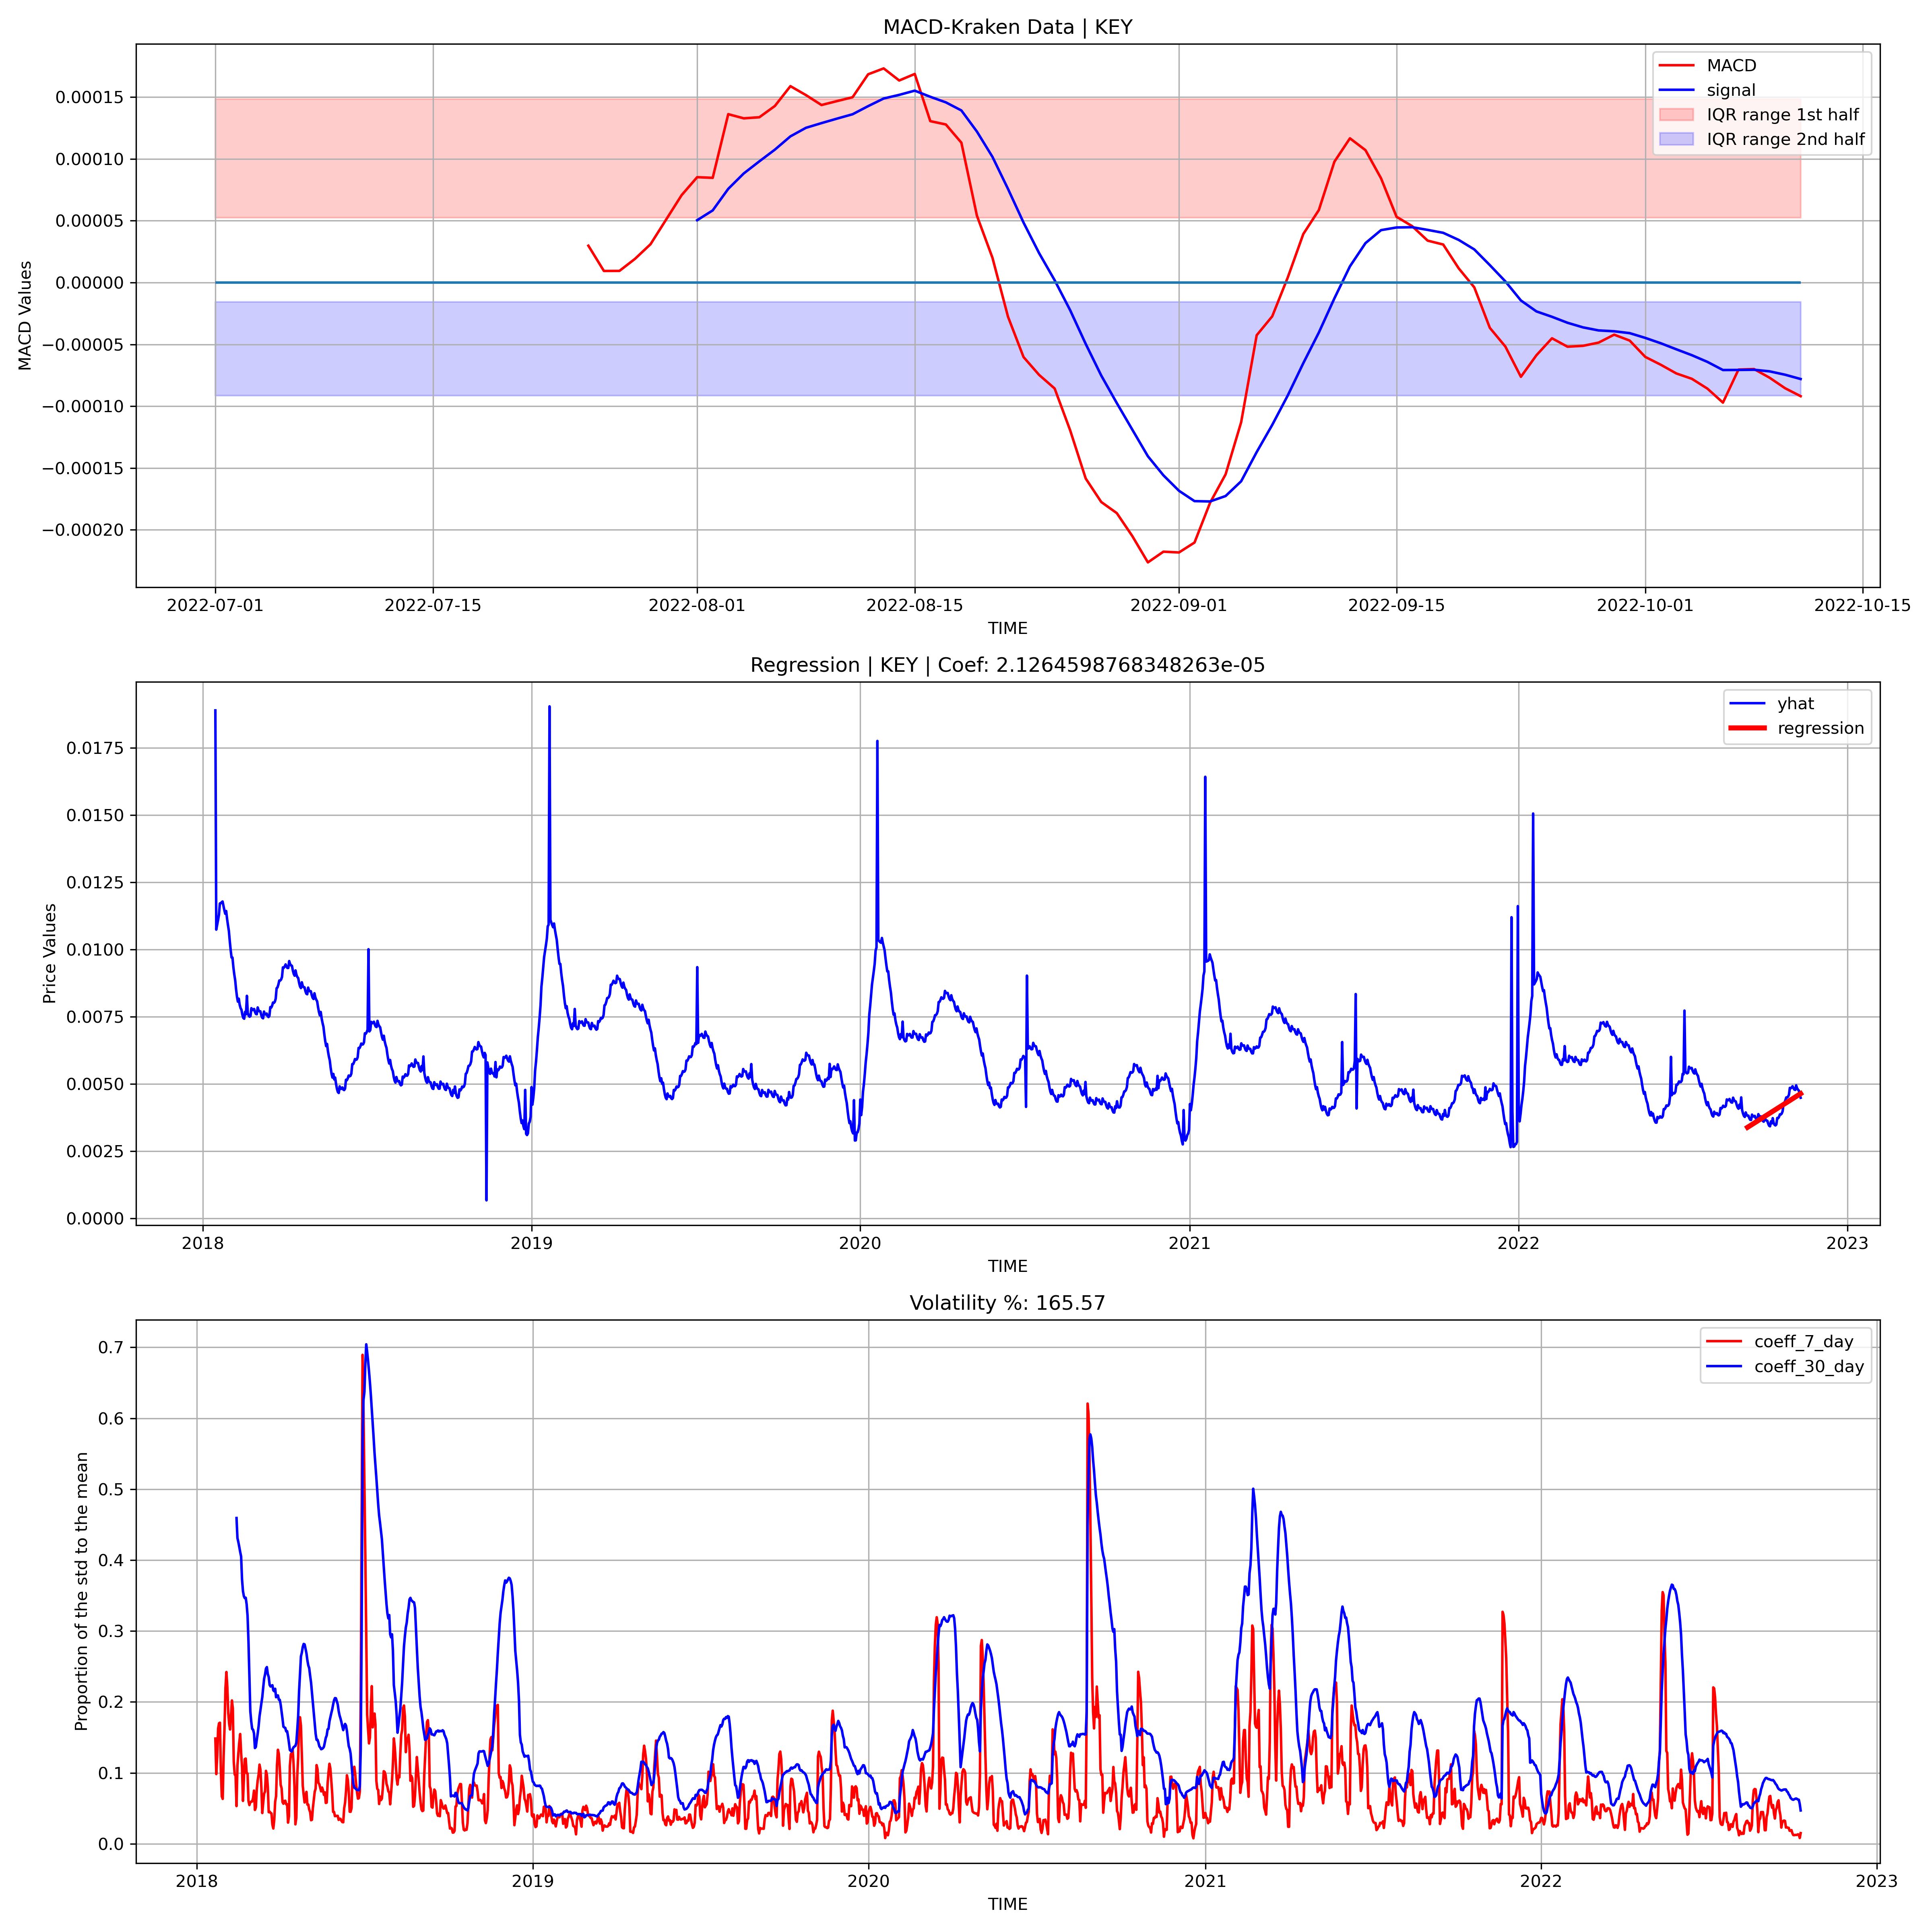 MACD-Kraken Data | KEY
MACD
signal
IQR range 1st half
IQR range 2nd half
0.00015
0.00010
0.00005
0.00000
−0.00005
−0.00010
−0.00015
−0.00020
MACD Values
2022-07-01 2022-07-15 2022-08-01 2022-08-15 2022-09-01 2022-09-15 2022-10-01 2022-10-15
TIME
Regression | KEY | Coef: 2.1264598768348263e-05
yhat
regression
0.0175
0.0150
0.0125
0.0100
0.0075
0.0050
0.0025
0.0000
Price Values
2018 2019 2020 2021 2022 2023
TIME
Volatility %: 165.57
coeff_7_day
coeff_30_day
0.7
0.6
0.5
0.4
0.3
0.2
0.1
0.0
Proportion of the std to the mean
2018 2019 2020 2021 2022 2023
TIME